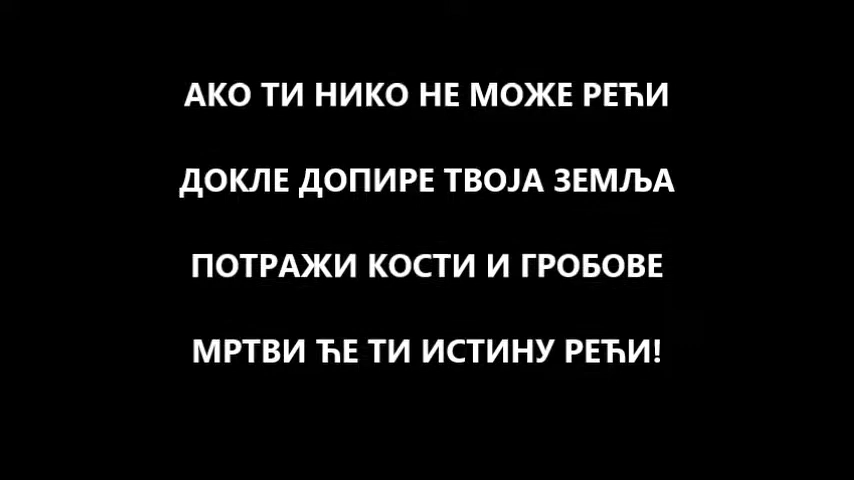 АКО ТИ НИКО НЕ МОЖЕ РЕЋИ
ДОКЛЕ ДОПИРЕ ТВОЈА ЗЕМЉА
ПОТРАЖИ КОСТИ И ГРОБОВЕ
МРТВИ ЋЕ ТИ ИСТИНУ РЕЋИ!